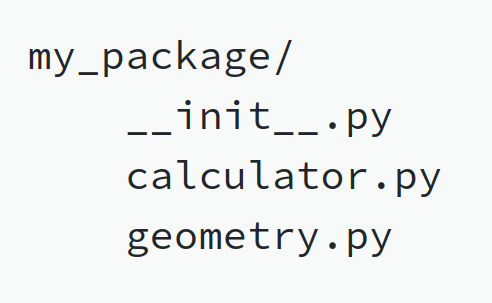 my_package/
    __init__.py
    calculator.py
    geometry.py